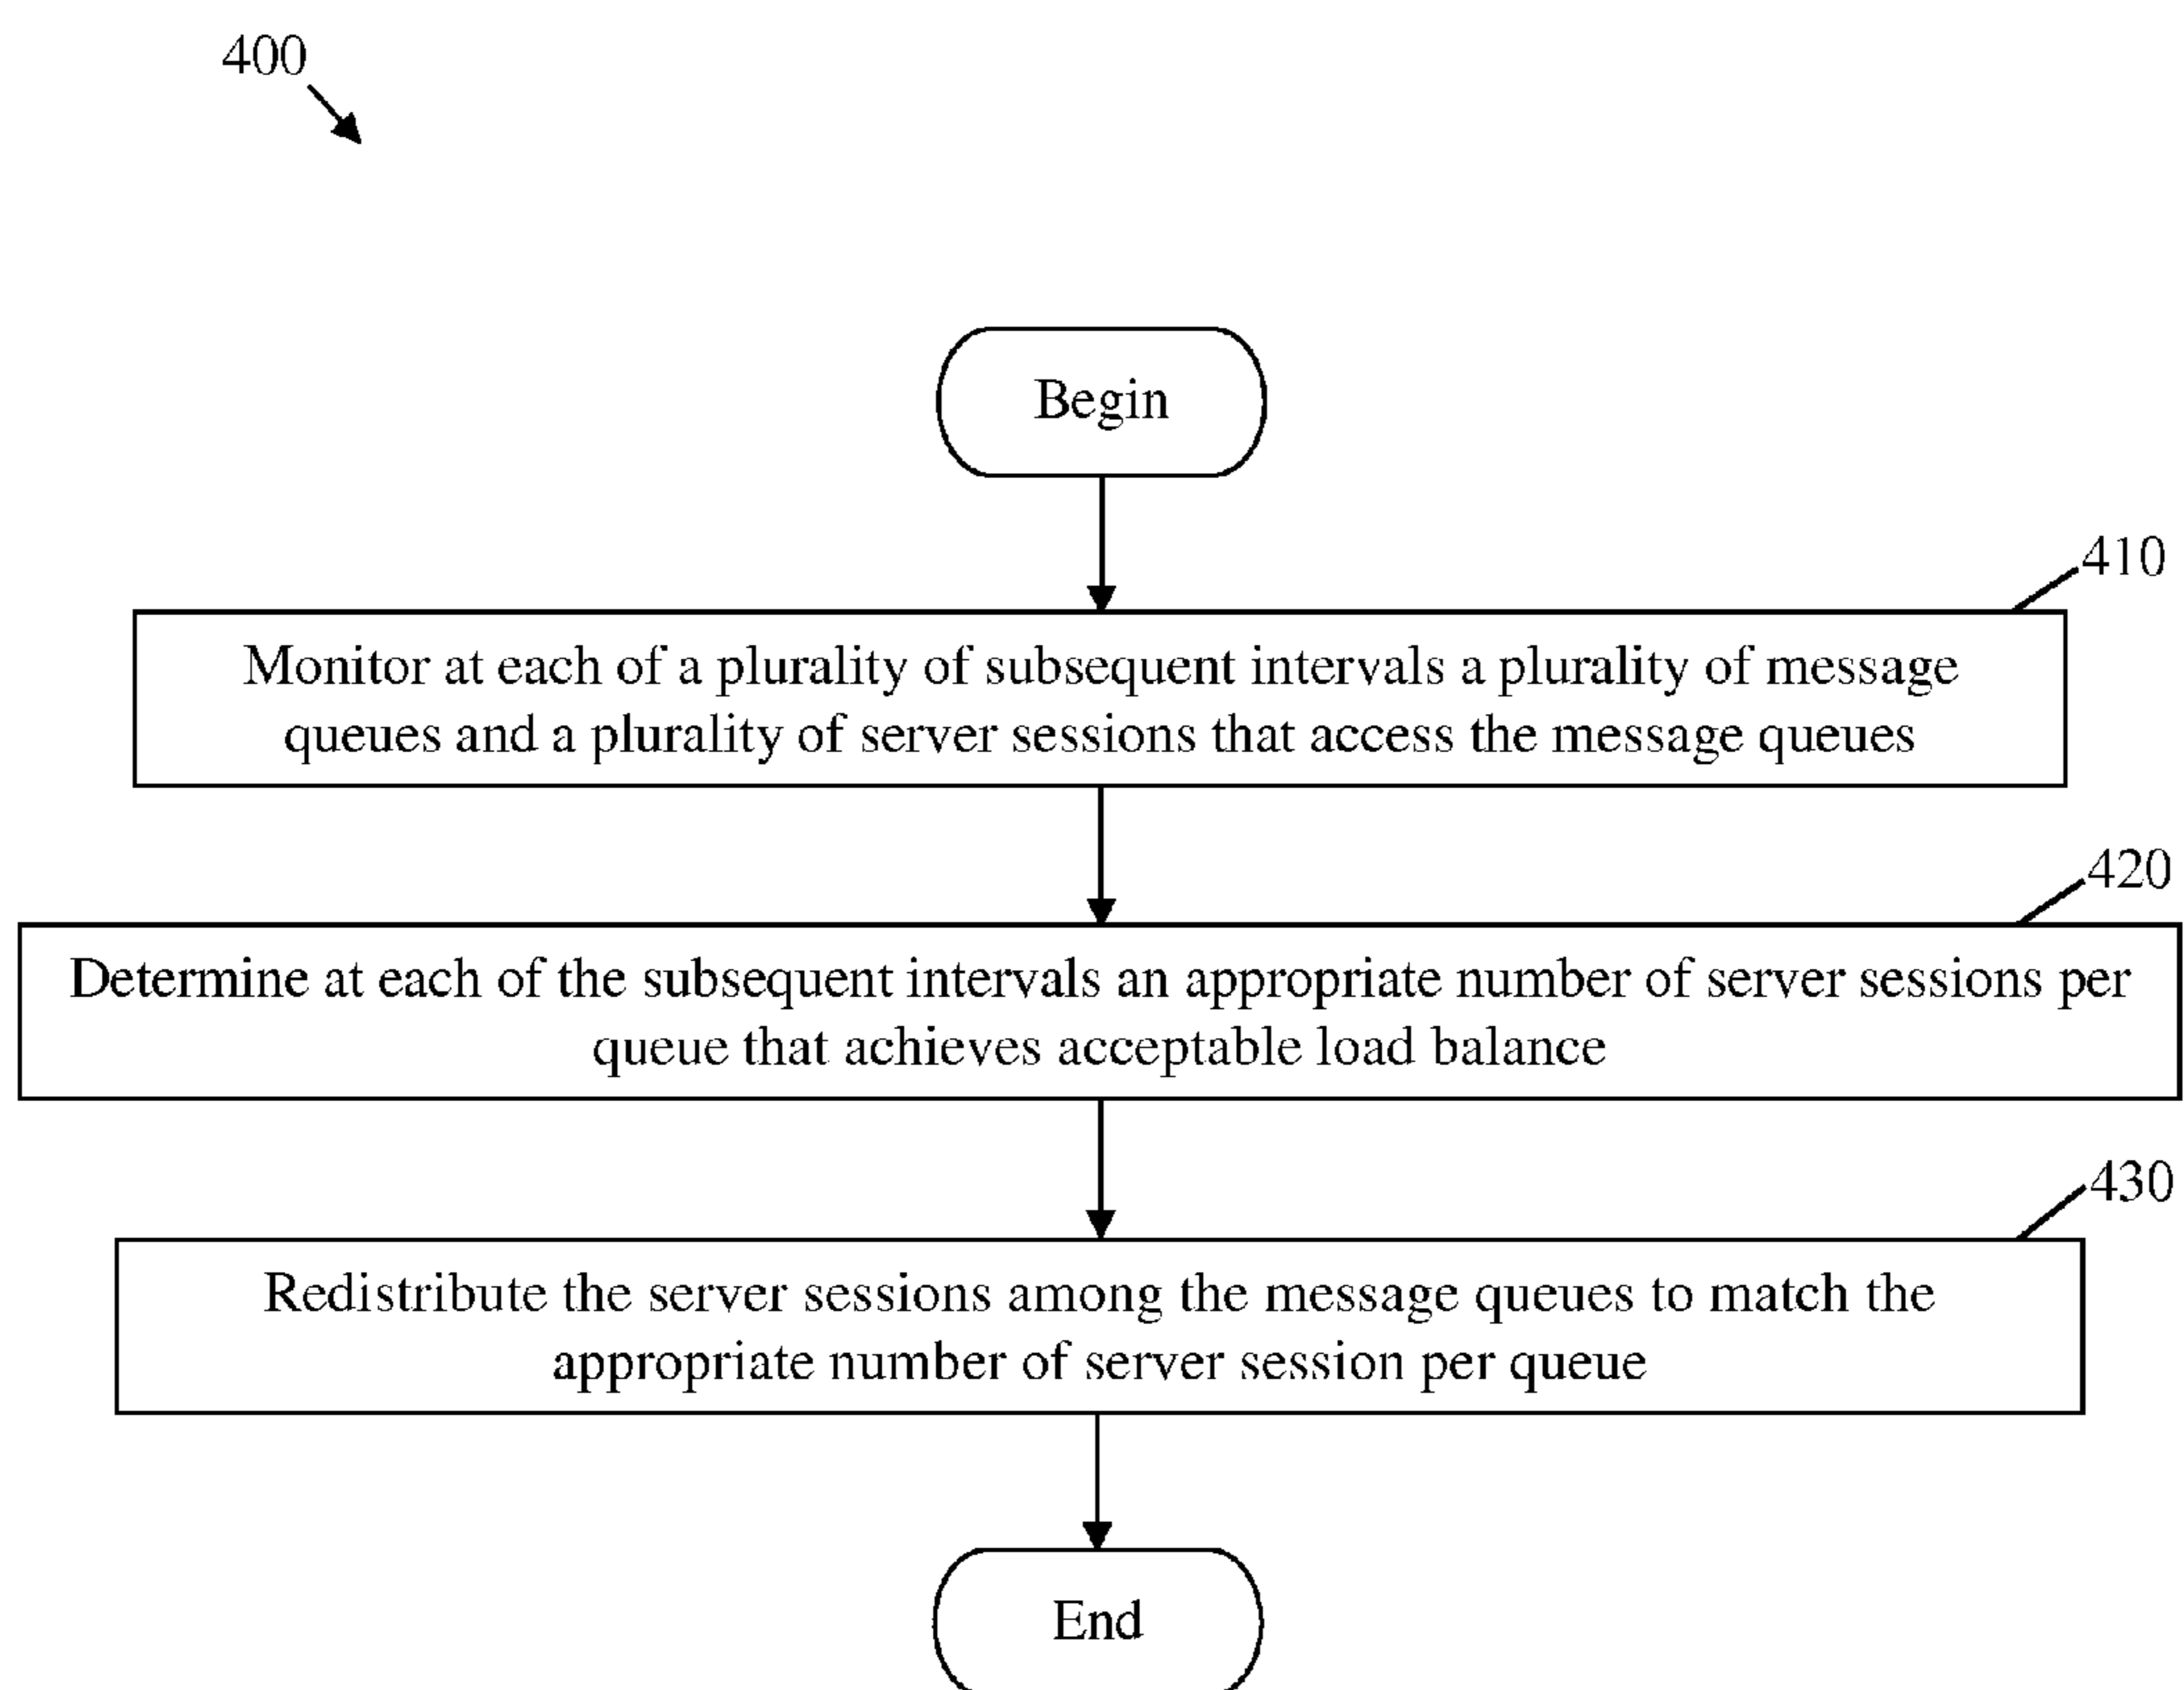 400
Begin
410
Monitor at each of a plurality of subsequent intervals a plurality of message
queues and a plurality of server sessions that access the message queues
420
Determine at each of the subsequent intervals an appropriate number of server sessions per
queue that achieves acceptable load balance
430
Redistribute the server sessions among the message queues to match the
appropriate number of server session per queue
End